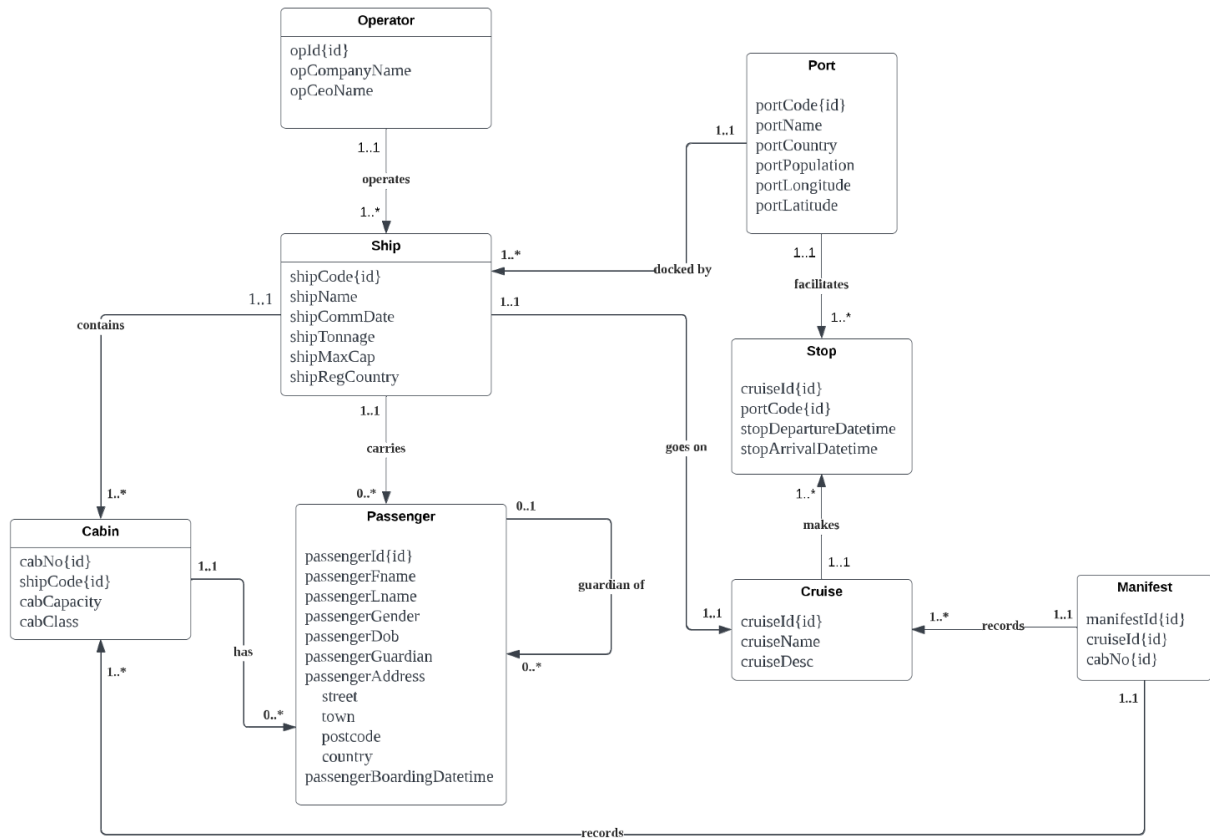 Operator
opId{id}
opCompanyName
opCeoName
1..1
operates
1..*
Ship
shipCode{id}
shipName
shipCommDate
shipTonnage
shipMaxCap
shipRegCountry
Port
portCode{id}
portName
portCountry
portPopulation
portLongitude
portLatitude
1..1
1..*
docked by
1..1
facilitates
1..*
Stop
cruiseId{id}
portCode{id}
stopDepartureDatetime
stopArrivalDatetime
1..1
contains
1..*
1..1
goes on
1..1
1..1
carries
0..*
1..*
makes
1..1
Cabin
cabNo{id}
shipCode{id}
cabCapacity
cabClass
1..1
has
0..*
Passenger
passengerId{id}
passengerFname
passengerLname
passengerGender
passengerDob
passengerGuardian
passengerAddress
street
town
postcode
country
passengerBoardingDatetime
0..1
guardian of
0..*
Cruise
cruiseId{id}
cruiseName
cruiseDesc
1..*
records
1..1
Manifest
manifestId{id}
cruiseId{id}
cabNo{id}
1..1
1..*
records